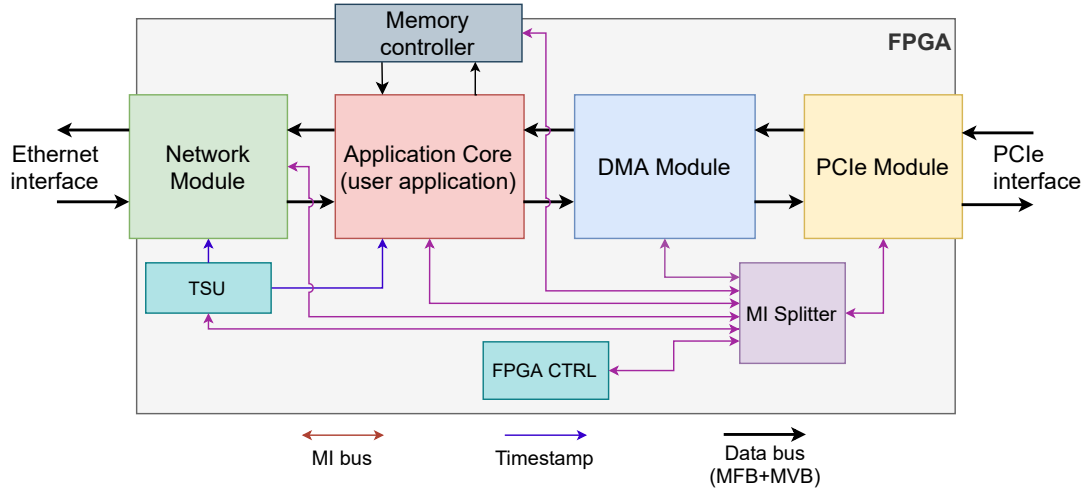 Memory
controller
FPGA
Ethernet
interface
Network
Module
Application Core
(user application)
DMA Module
PCIe Module
PCIe
interface
TSU
MI Splitter
FPGA CTRL
MI bus
Timestamp
Data bus
(MFB+MVB)